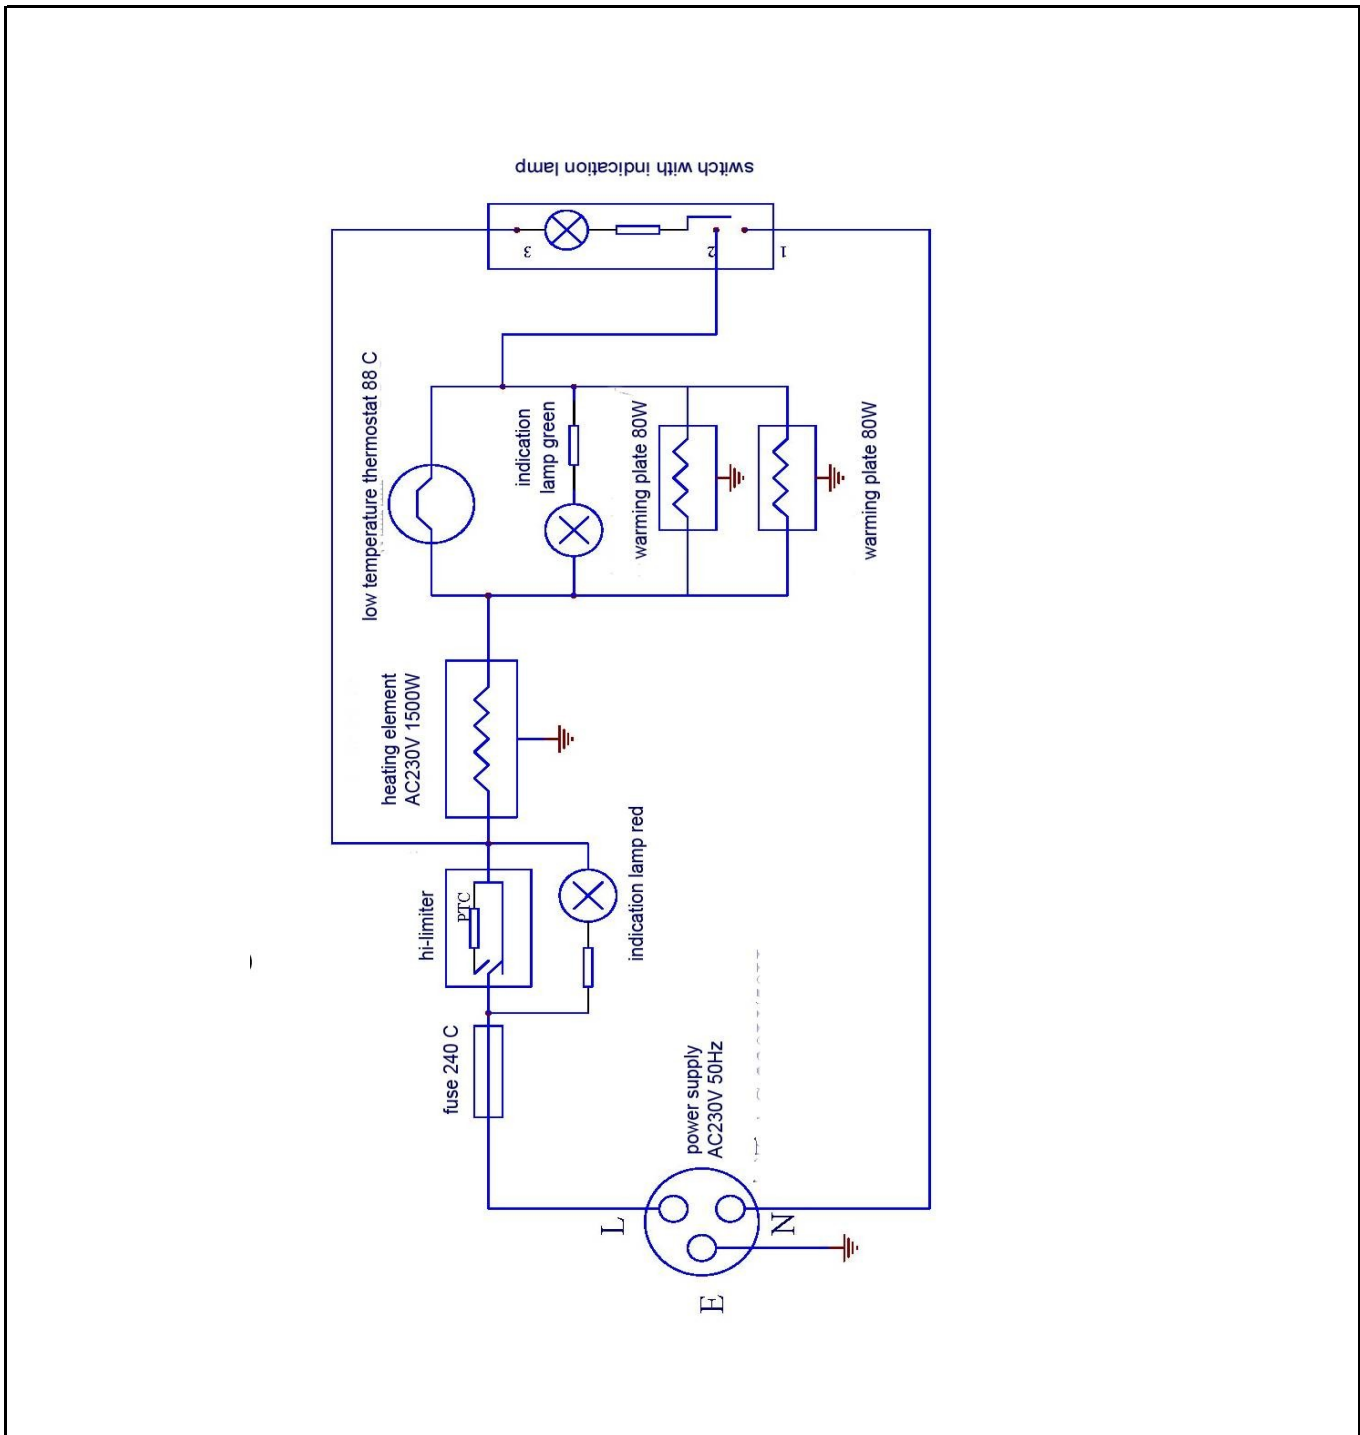 switch with indication lamp
3
2
1
low temperature thermostat 88 C
indication
lamp green
warming plate 80W
warming plate 80W
heating element
AC230V 1500W
hi-limiter
PTC
indication lamp red
fuse 240 C
power supply
AC230V 50Hz
L
N
E